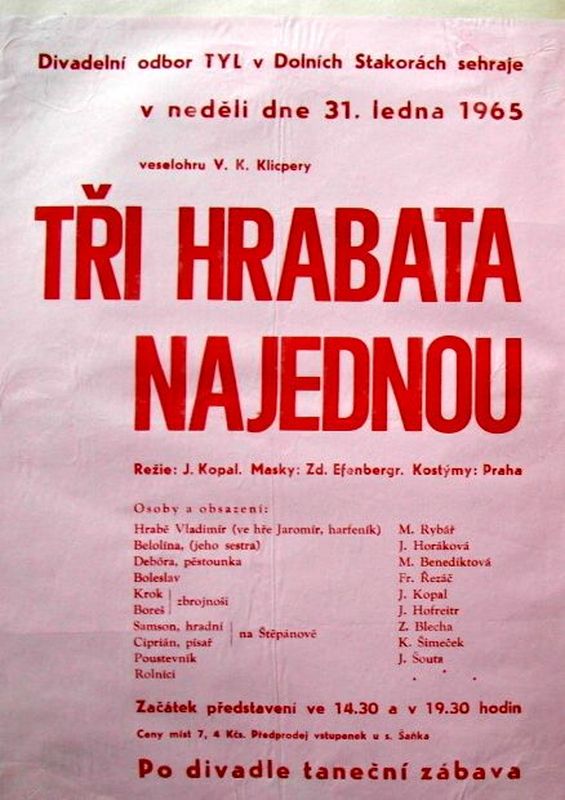 Divadelní odbor TYL v Dolních Stakorách sehraje
v neděli dne 31. ledna 1965
veselohru V. K. Klicpery
TŘI HRABATA
NAJEDNOU
Režie: J. Kopal. Masky: Zd. Efenbergr. Kostýmy: Praha
Osoby a obsazení:
Hrabě Vladimír (ve hře Jaromír, harfeník) M. Rybář
Belolína, (jeho sestra) J. Horáková
Debóra, pěstounka M. Benediktová
Boleslav Fr. Řezáč
Krok J. Kopal
zbrojnoši
Boreš J. Hofreitr
Samson, hradní Z. Blecha
na Štěpánově
Ciprián, písař K. Šimeček
Poustevník J. Šouta
Rolníci . . .
Začátek představení ve 14.30 a v 19.30 hodin
Ceny míst 7, 4 Kčs. Předprodej vstupenek u s. Šaňka
Po divadle taneční zábava